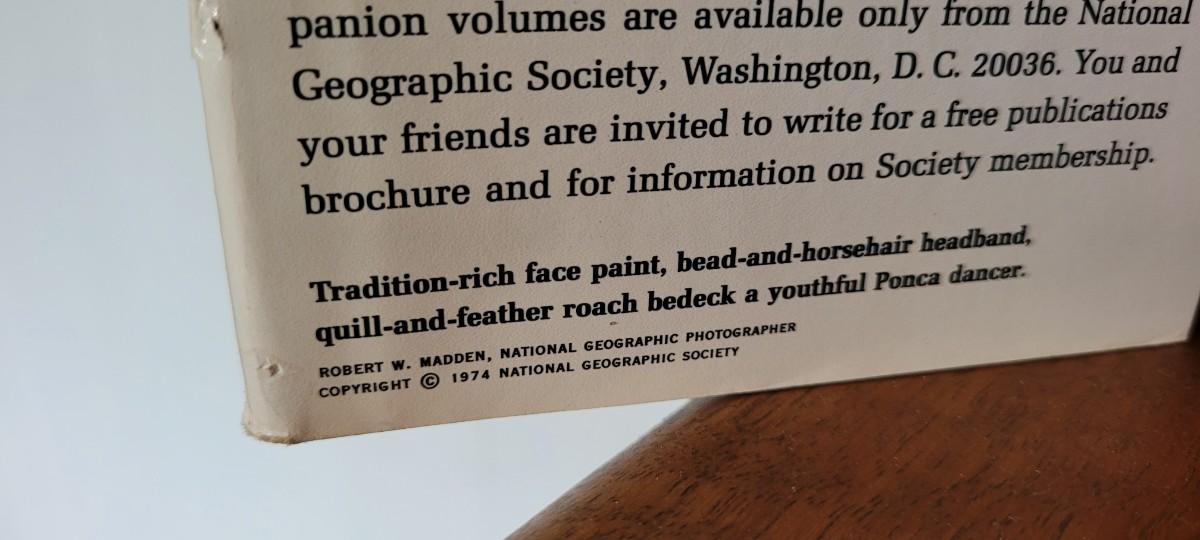 panion volumes are available only from the National
Geographic Society, Washington, D. C. 20036. You and
your friends are invited to write for a free publications
brochure and for information on Society membership.
Tradition-rich face paint, bead-and-horsehair headband,
quill-and-feather roach bedeck a youthful Ponca dancer.
ROBERT W. MADDEN, NATIONAL GEOGRAPHIC PHOTOGRAPHER
COPYRIGHT © 1974 NATIONAL GEOGRAPHIC SOCIETY